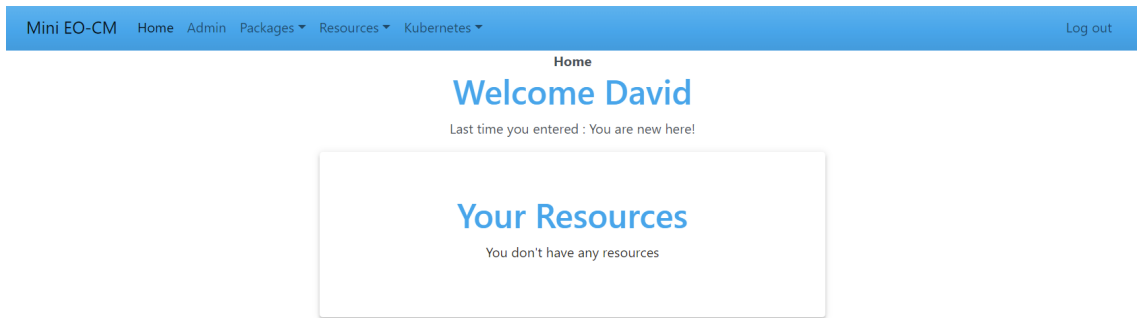 Mini EO-CM Home Admin Packages Resources Kubernetes Log out
Home
Welcome David
Last time you entered : You are new here!
Your Resources
You don't have any resources